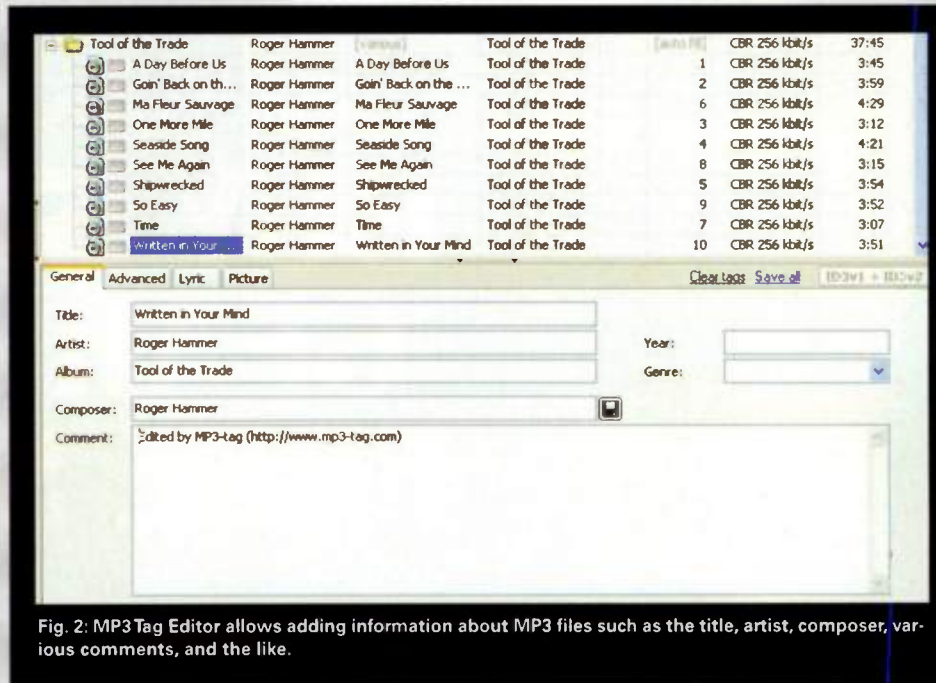 Tool of the Trade Roger Hammer [various] Tool of the Trade [auto fill] CBR 256 kbit/s 37:45
A Day Before Us Roger Hammer A Day Before Us Tool of the Trade 1 CBR 256 kbit/s 3:45
Goin' Back on th... Roger Hammer Goin' Back on the ... Tool of the Trade 2 CBR 256 kbit/s 3:59
Ma Fleur Sauvage Roger Hammer Ma Fleur Sauvage Tool of the Trade 6 CBR 256 kbit/s 4:29
One More Mile Roger Hammer One More Mile Tool of the Trade 3 CBR 256 kbit/s 3:12
Seaside Song Roger Hammer Seaside Song Tool of the Trade 4 CBR 256 kbit/s 4:21
See Me Again Roger Hammer See Me Again Tool of the Trade 8 CBR 256 kbit/s 3:15
Shipwrecked Roger Hammer Shipwrecked Tool of the Trade 5 CBR 256 kbit/s 3:54
So Easy Roger Hammer So Easy Tool of the Trade 9 CBR 256 kbit/s 3:52
Time Roger Hammer Time Tool of the Trade 7 CBR 256 kbit/s 3:07
Written in Your ... Roger Hammer Written in Your Mind Tool of the Trade 10 CBR 256 kbit/s 3:51
General Advanced Lyric Picture Clear tags Save all ID3v1 + ID3v2
Title: Written in Your Mind
Artist: Roger Hammer Year:
Album: Tool of the Trade Genre:
Composer: Roger Hammer
Comment: Edited by MP3-tag (http://www.mp3-tag.com)
Fig. 2: MP3 Tag Editor allows adding information about MP3 files such as the title, artist, composer, var-
ious comments, and the like.